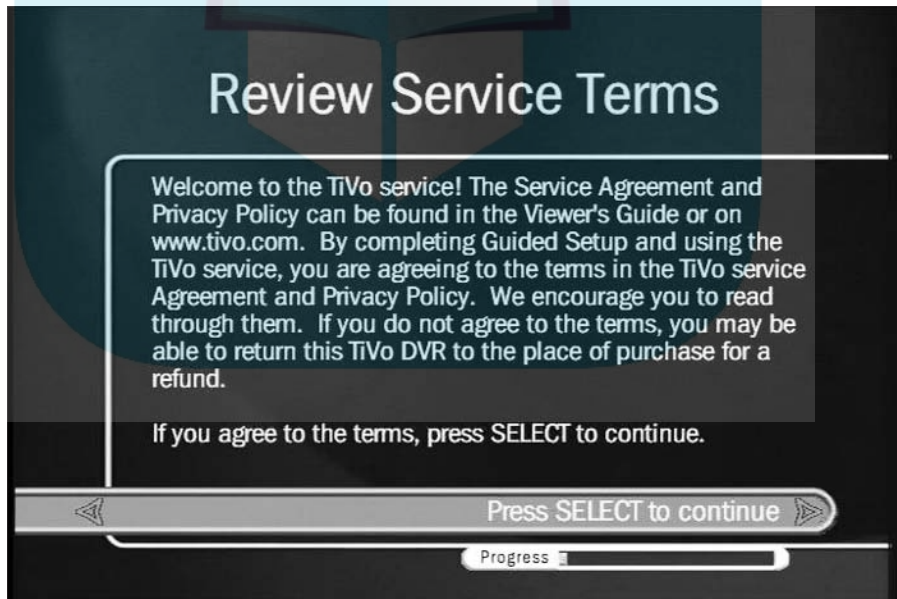 Review Service Terms
Welcome to the TiVo service! The Service Agreement and
Privacy Policy can be found in the Viewer's Guide or on
www.tivo.com.  By completing Guided Setup and using the
TiVo service, you are agreeing to the terms in the TiVo service
Agreement and Privacy Policy.  We encourage you to read
through them.  If you do not agree to the terms, you may be
able to return this TiVo DVR to the place of purchase for a
refund.
If you agree to the terms, press SELECT to continue.
Press SELECT to continue
Progress